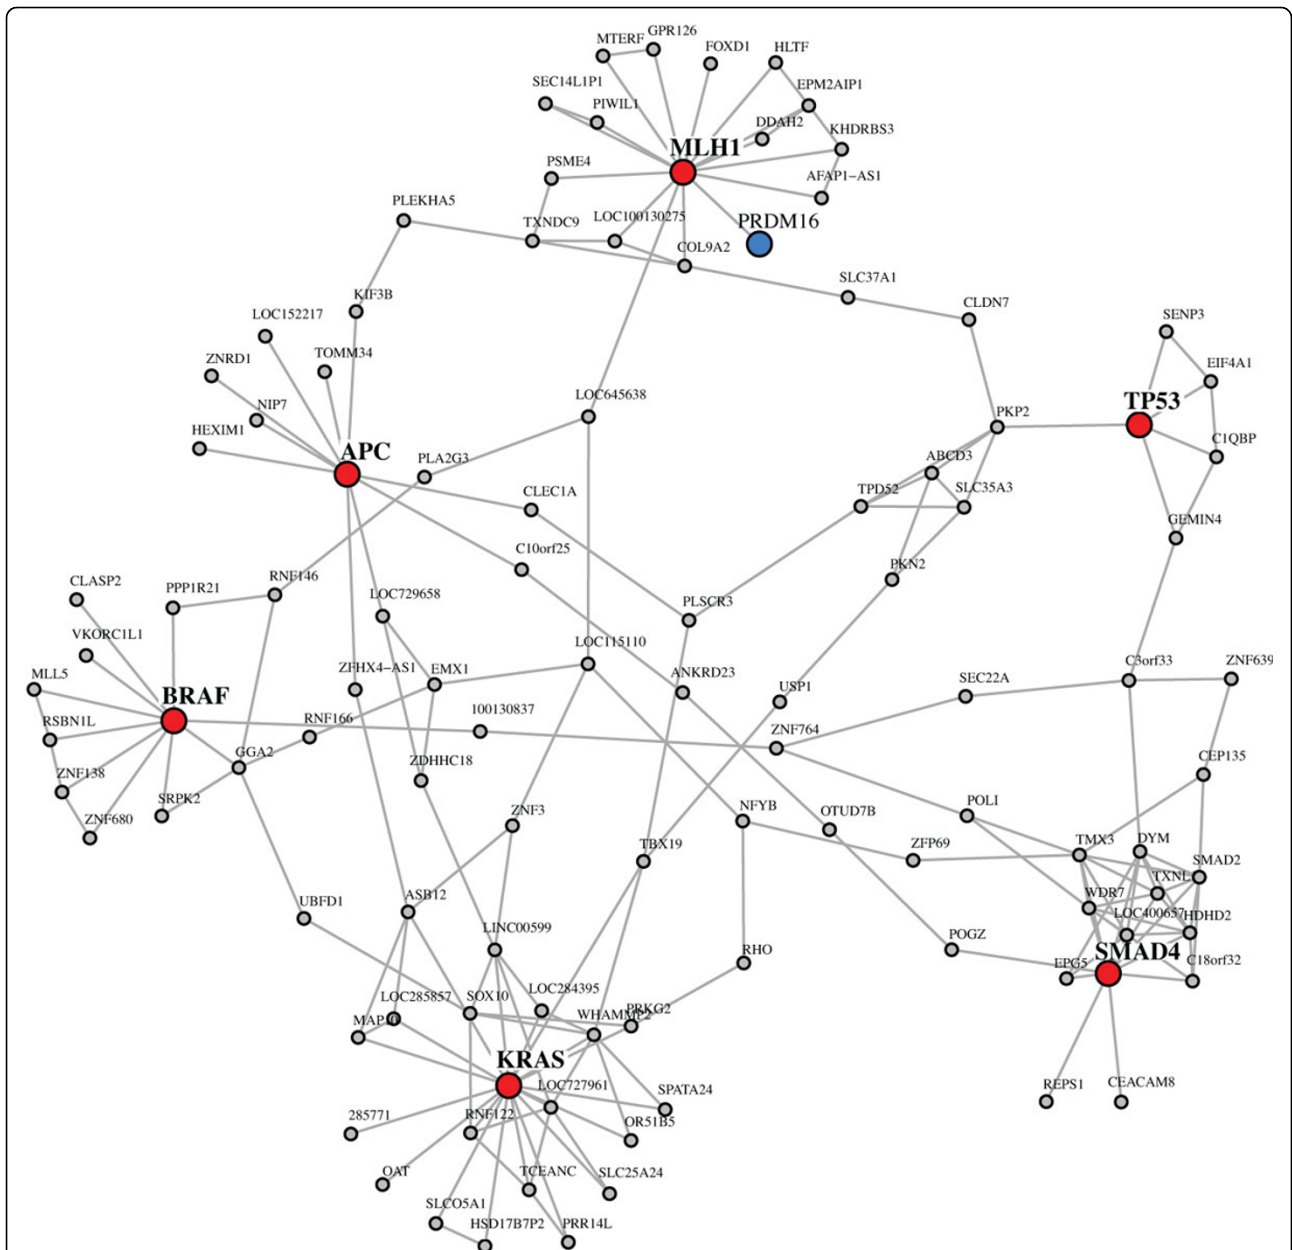 GPR126
MTERF
FOXD1
HLTF
SEC14L1P1
EPM2AIP1
PIWIL1
DDAH2
KHDRBS3
MLH1
PSME4
AFAP1-AS1
PLEKHA5
TXNDC9
LOC100130275
PRDM16
COL9A2
SLC37A1
KIF3B
CLDN7
LOC152217
SENP3
ZNRD1
TOMM34
EIF4A1
LOC645638
NIP7
TP53
PKP2
HEXIM1
C1QBP
APC
PLA2G3
ABCD3
CLEC1A
TPD52
SLC35A3
GEMIN4
C10orf25
PKN2
CLASP2
PPP1R21
RNF146
LOC729658
PLSCR3
VKORC1L1
LOC115110
MLL5
ZFHX4-AS1
EMX1
ANKRD23
USP1
SEC22A
C3orf33
ZNF639
BRAF
RSBN1L
RNF166
100130837
ZNF764
GGA2
ZNF138
ZDHHC18
CEP135
SRPK2
ZNF680
ZNF3
NFYB
OTUD7B
POLI
TBX19
ZFP69
TMX3
DYM
SMAD2
TXNL
WDR7
UBFD1
ASB12
LINC00599
LOC400657
HDHD2
POGZ
RHO
SMAD4
EPG5
C18orf32
LOC285857
SOX10
LOC284395
PRKG2
WHAMMP2
KRAS
LOC727961
REPS1
CEACAM8
SPATA24
285771
RNF122
OR51B5
OAT
TCEANC
SLC25A24
SLCO5A1
HSD17B7P2
PRR14L